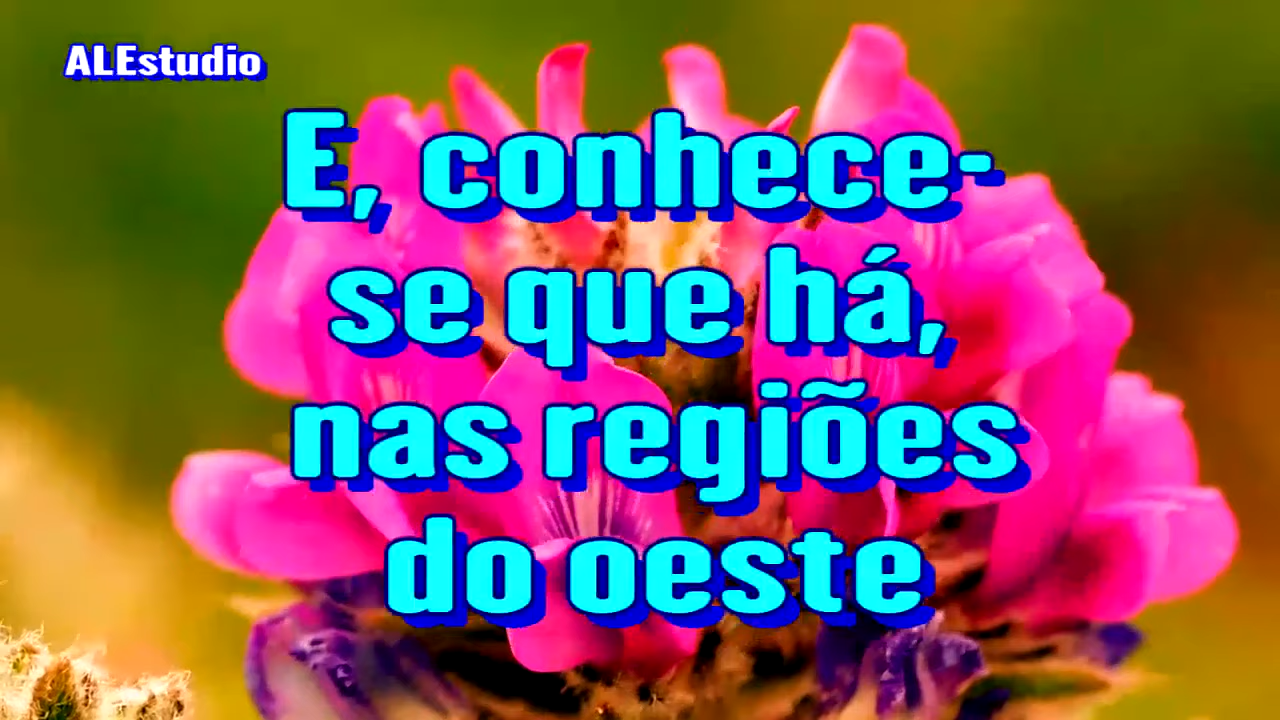 ALEstudio
E, conhece-
se que há,
nas regiões
do oeste